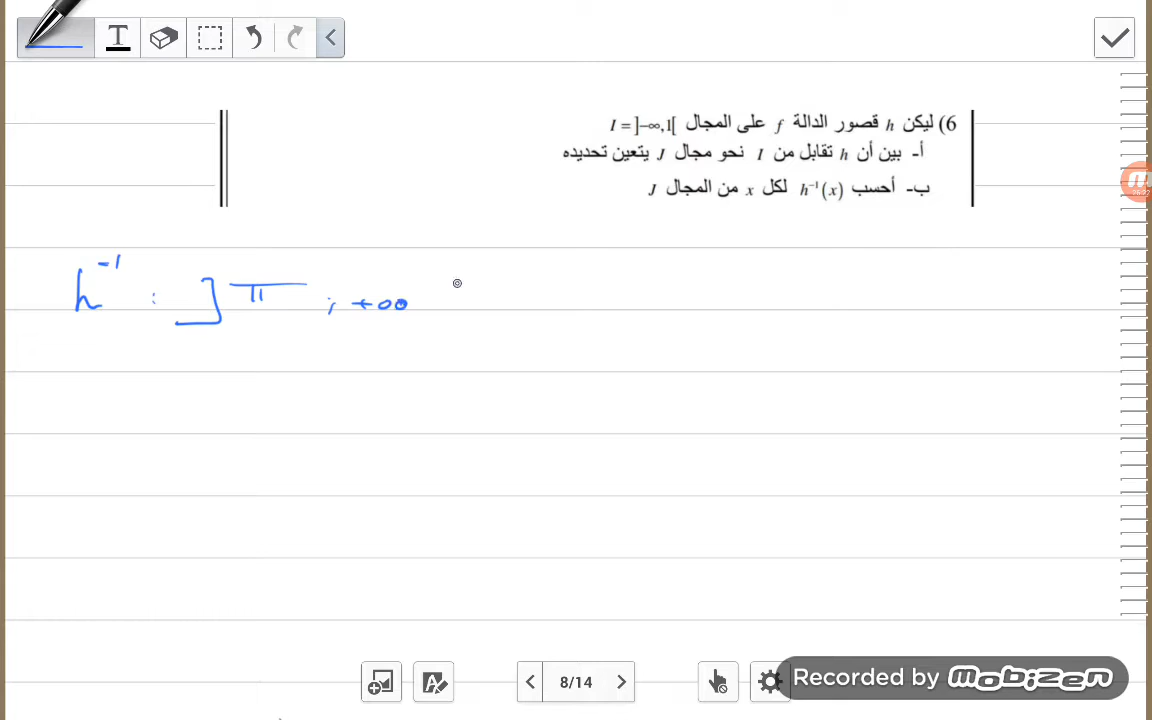 6) ليكن h قصور الدالة f على المجال I = ]−∞,1[
أ- بين أن h تقابل من I نحو مجال J يتعين تحديده
ب- أحسب h⁻¹(x) لكل x من المجال J
h⁻¹ : ]π ; +∞
8/14
Recorded by mobizen